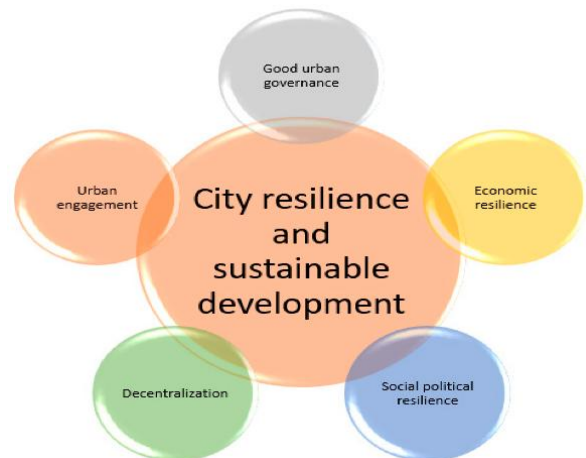 Good urban
governance
Urban
engagement
Economic
resilience
City resilience
and
sustainable
development
Decentralization
Social political
resilience